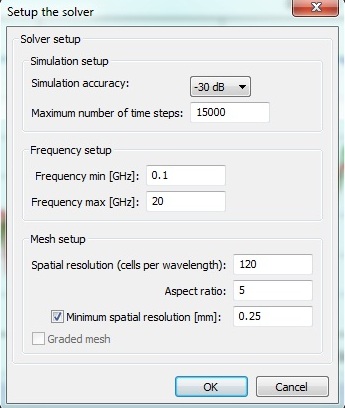 Setup the solver
Solver setup
Simulation setup
Simulation accuracy: -30 dB
Maximum number of time steps: 15000
Frequency setup
Frequency min [GHz]: 0.1
Frequency max [GHz]: 20
Mesh setup
Spatial resolution (cells per wavelength): 120
Aspect ratio: 5
Minimum spatial resolution [mm]: 0.25
Graded mesh
OK Cancel